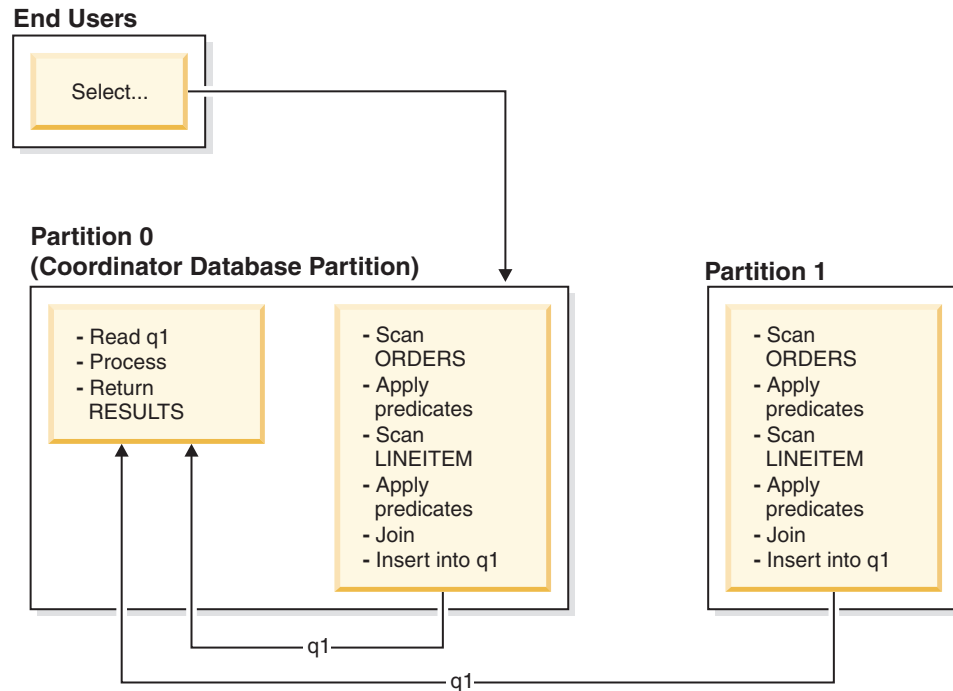 End Users
Select...
Partition 0
(Coordinator Database Partition)
- Read q1
- Process
- Return
RESULTS
- Scan
ORDERS
- Apply
predicates
- Scan
LINEITEM
- Apply
predicates
- Join
- Insert into q1
Partition 1
- Scan
ORDERS
- Apply
predicates
- Scan
LINEITEM
- Apply
predicates
- Join
- Insert into q1
q1
q1